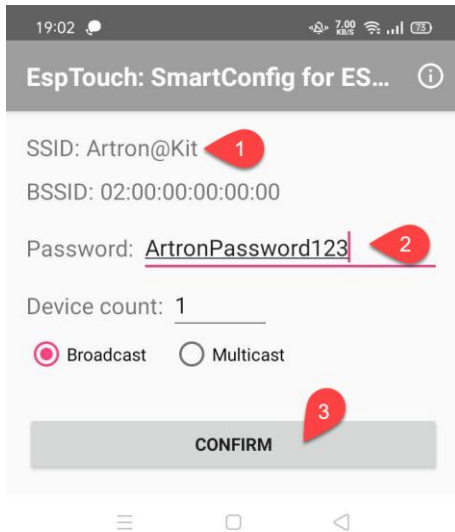 19:02 7.00 KB/S 73
EspTouch: SmartConfig for ES...
SSID: Artron@Kit 1
BSSID: 02:00:00:00:00:00
Password: ArtronPassword123 2
Device count: 1
Broadcast Multicast
3
CONFIRM